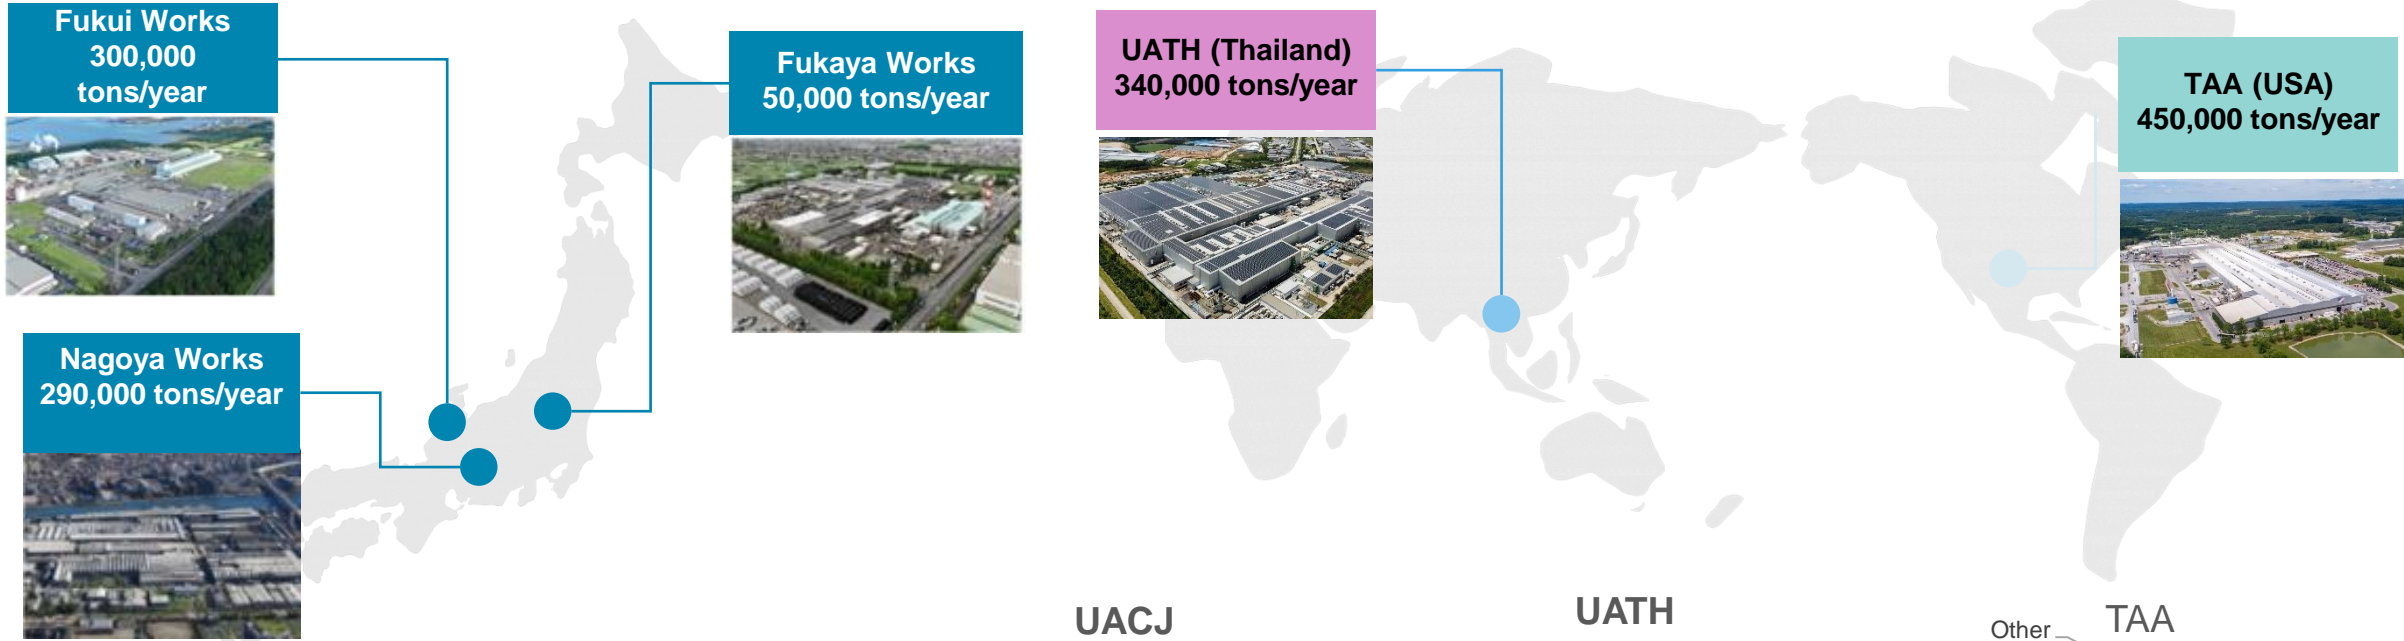 Fukui Works
300,000
tons/year
Fukaya Works
50,000 tons/year
UATH (Thailand)
340,000 tons/year
TAA (USA)
450,000 tons/year
Nagoya Works
290,000 tons/year
UACJ
UATH
Other
TAA